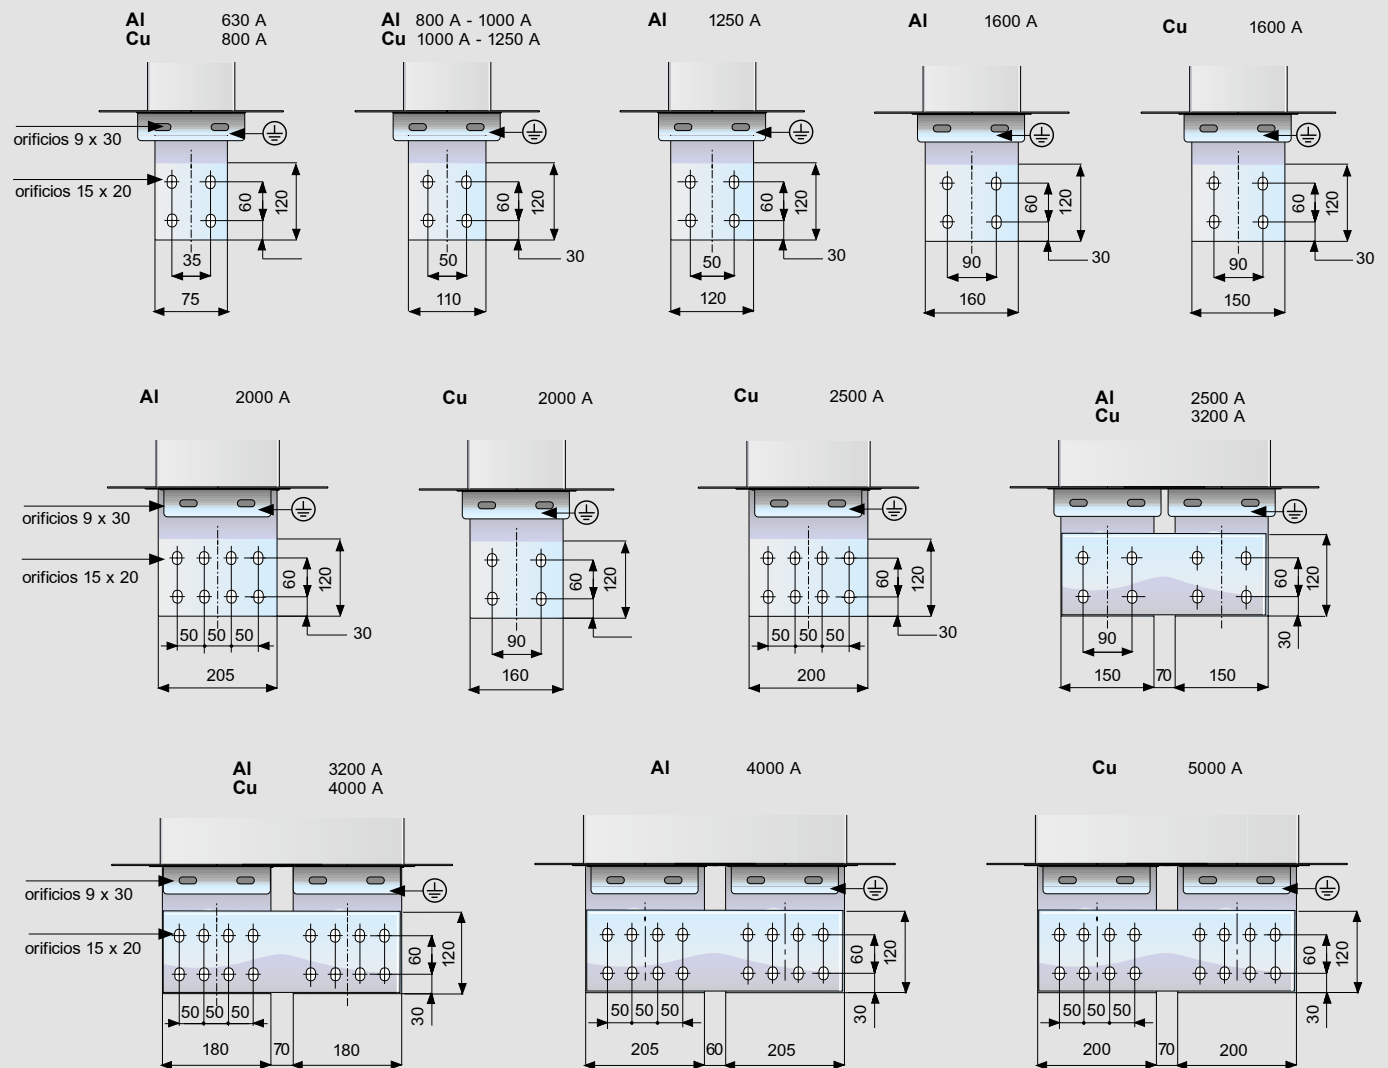 Al 630 A
Cu 800 A
Al 800 A - 1000 A
Cu 1000 A - 1250 A
Al 1250 A
Al 1600 A
Cu 1600 A
orificios 9 x 30
orificios 15 x 20
60
120
35
75
60
120
30
50
110
60
120
30
50
120
60
120
30
90
160
60
120
30
90
150
Al 2000 A
Cu 2000 A
Cu 2500 A
Al 2500 A
Cu 3200 A
orificios 9 x 30
orificios 15 x 20
60
120
30
50 50 50
205
60
120
90
160
60
120
30
50 50 50
200
60
120
30
90
150 70 150
Al 3200 A
Cu 4000 A
Al 4000 A
Cu 5000 A
orificios 9 x 30
orificios 15 x 20
60
120
30
50 50 50
180 70 180
60
120
30
50 50 50
205 60 205
60
120
30
50 50 50
200 70 200